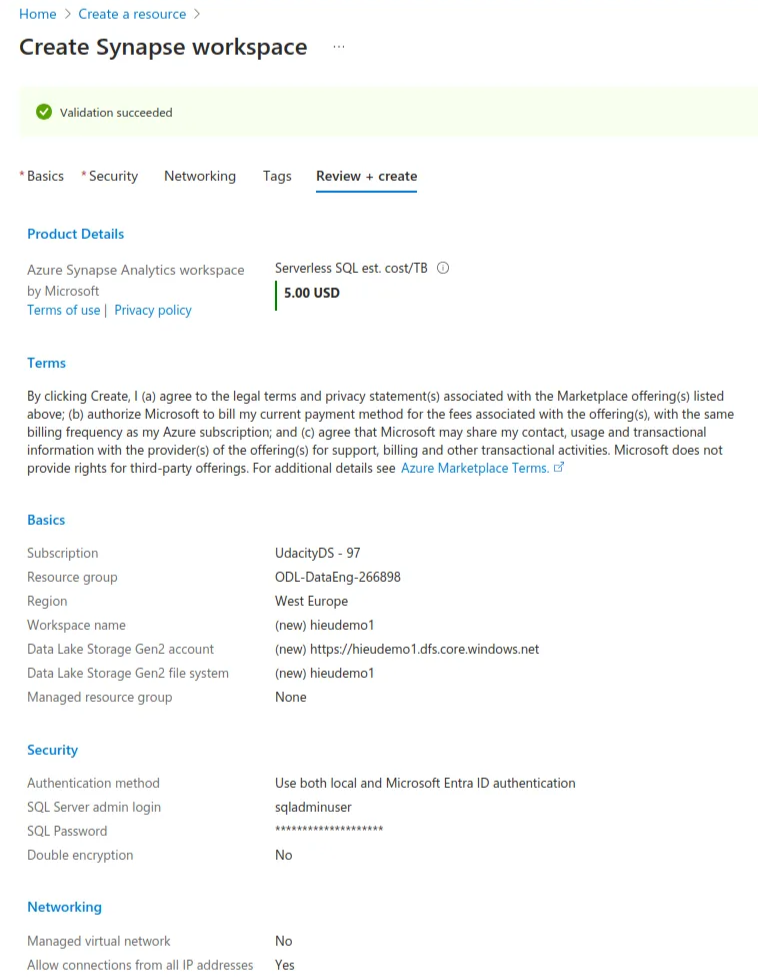 Home > Create a resource >
Create Synapse workspace ...
Validation succeeded
* Basics * Security Networking Tags Review + create
Product Details
Azure Synapse Analytics workspace
by Microsoft
Terms of use | Privacy policy
Serverless SQL est. cost/TB
5.00 USD
Terms
By clicking Create, I (a) agree to the legal terms and privacy statement(s) associated with the Marketplace offering(s) listed
above; (b) authorize Microsoft to bill my current payment method for the fees associated with the offering(s), with the same
billing frequency as my Azure subscription; and (c) agree that Microsoft may share my contact, usage and transactional
information with the provider(s) of the offering(s) for support, billing and other transactional activities. Microsoft does not
provide rights for third-party offerings. For additional details see Azure Marketplace Terms.
Basics
Subscription UdacityDS - 97
Resource group ODL-DataEng-266898
Region West Europe
Workspace name (new) hieudemo1
Data Lake Storage Gen2 account (new) https://hieudemo1.dfs.core.windows.net
Data Lake Storage Gen2 file system (new) hieudemo1
Managed resource group None
Security
Authentication method Use both local and Microsoft Entra ID authentication
SQL Server admin login sqladminuser
SQL Password ********************
Double encryption No
Networking
Managed virtual network No
Allow connections from all IP addresses Yes